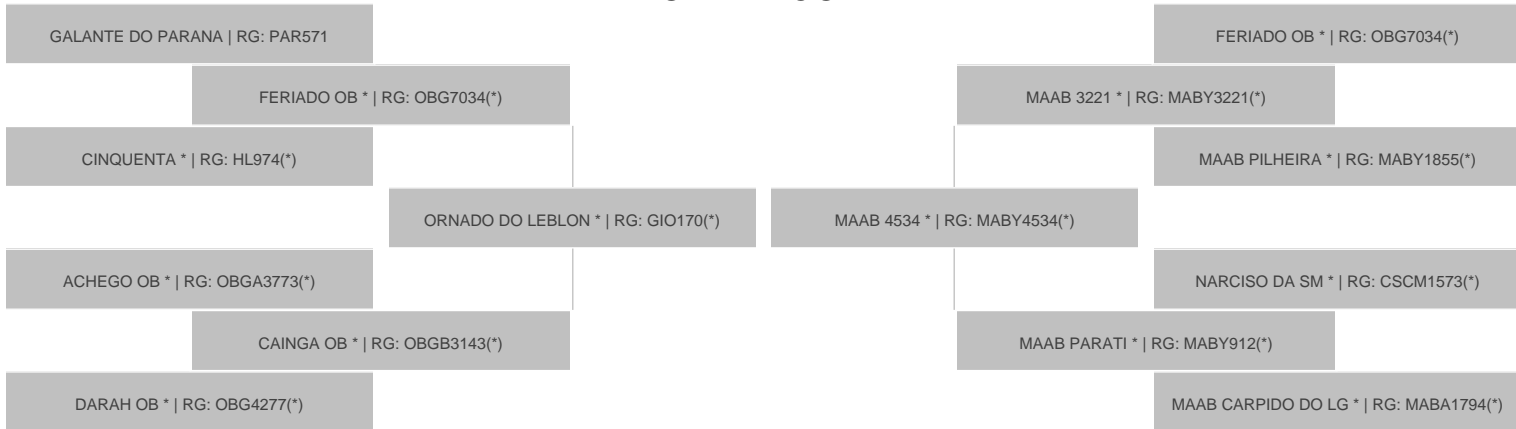 GALANTE DO PARANA | RG: PAR571
FERIADO OB * | RG: OBG7034(*)
FERIADO OB * | RG: OBG7034(*)
MAAB 3221 * | RG: MABY3221(*)
CINQUENTA * | RG: HL974(*)
MAAB PILHEIRA * | RG: MABY1855(*)
ORNADO DO LEBLON * | RG: GIO170(*)
MAAB 4534 * | RG: MABY4534(*)
ACHEGO OB * | RG: OBGA3773(*)
NARCISO DA SM * | RG: CSCM1573(*)
CAINGA OB * | RG: OBGB3143(*)
MAAB PARATI * | RG: MABY912(*)
DARAH OB * | RG: OBG4277(*)
MAAB CARPIDO DO LG * | RG: MABA1794(*)